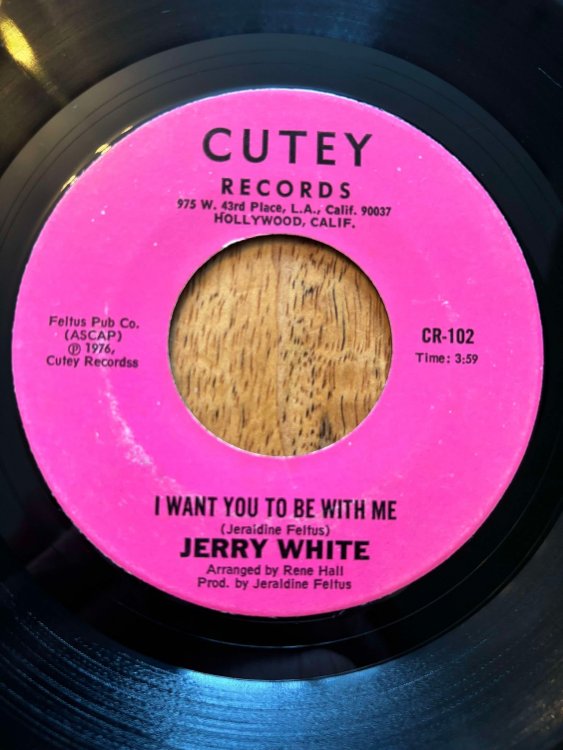 CUTEY
RECORDS
975 W. 43rd Place, L.A., Calif. 90037
HOLLYWOOD, CALIF.
Feltus Pub Co.
(ASCAP)
℗ 1976,
Cutey Recordss
CR-102
Time: 3:59
I WANT YOU TO BE WITH ME
(Jeraldine Feltus)
JERRY WHITE
Arranged by Rene Hall
Prod. by Jeraldine Feltus